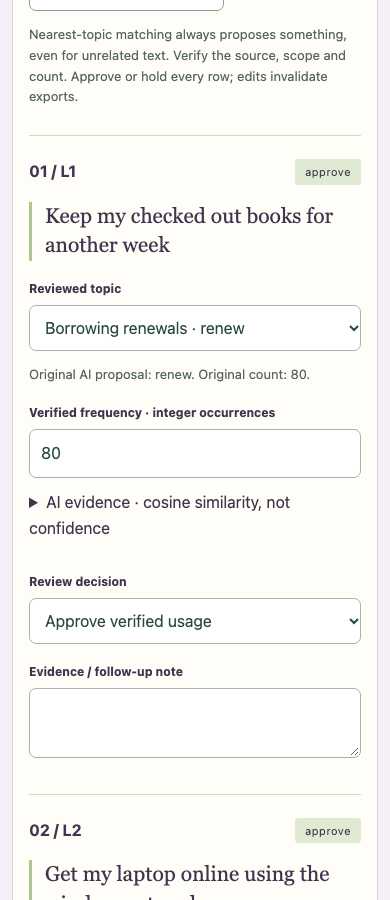 Nearest-topic matching always proposes something,
even for unrelated text. Verify the source, scope and
count. Approve or hold every row; edits invalidate
exports.
01 / L1
approve
Keep my checked out books for
another week
Reviewed topic
Borrowing renewals · renew
Original AI proposal: renew. Original count: 80.
Verified frequency · integer occurrences
80
AI evidence · cosine similarity, not
confidence
Review decision
Approve verified usage
Evidence / follow-up note
02 / L2
approve
Get my laptop online using the